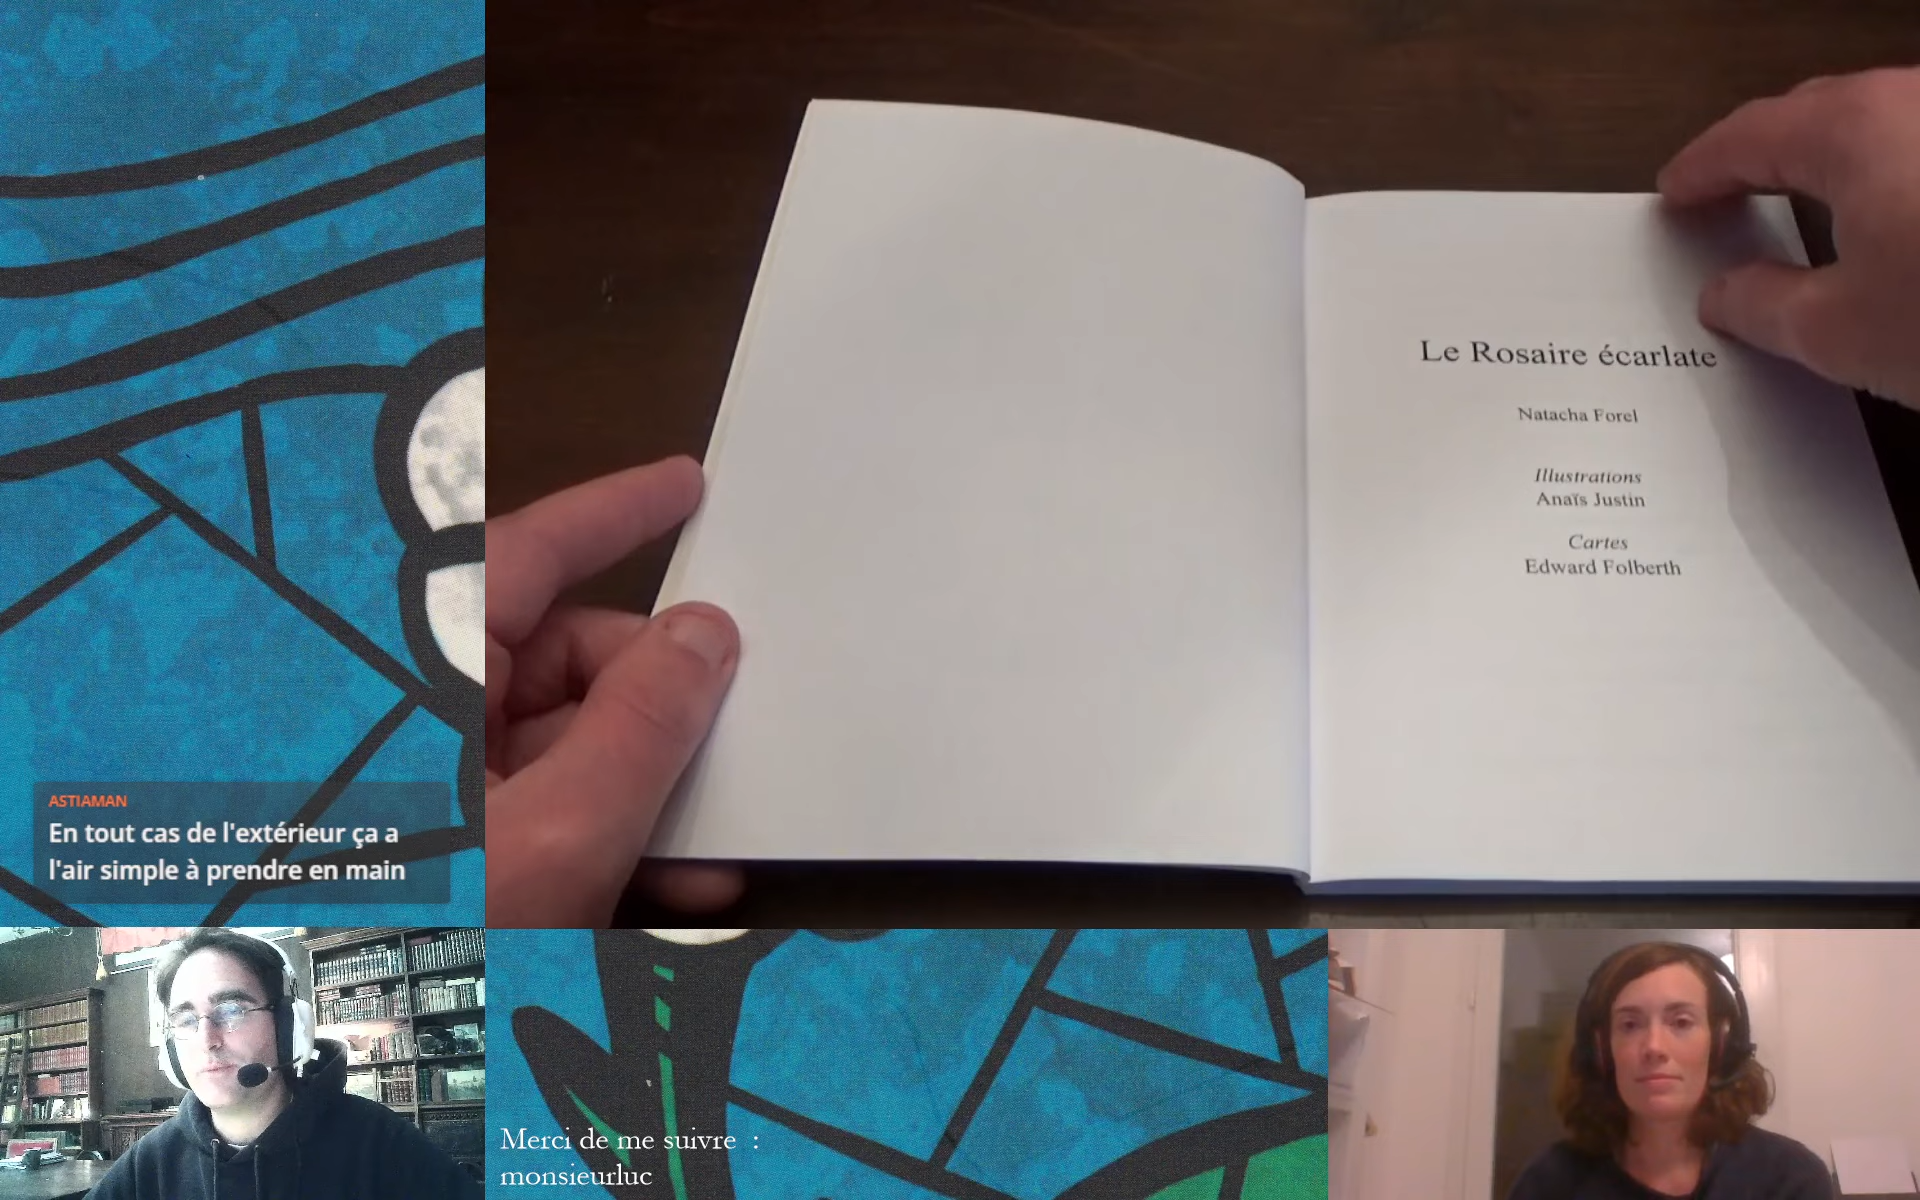 Le Rosaire écarlate
Natacha Forel
Illustrations
Anaïs Justin
Cartes
Edward Folberth
ASTIAMAN
En tout cas de l'extérieur ça a
l'air simple à prendre en main
Merci de me suivre :
monsieurluc